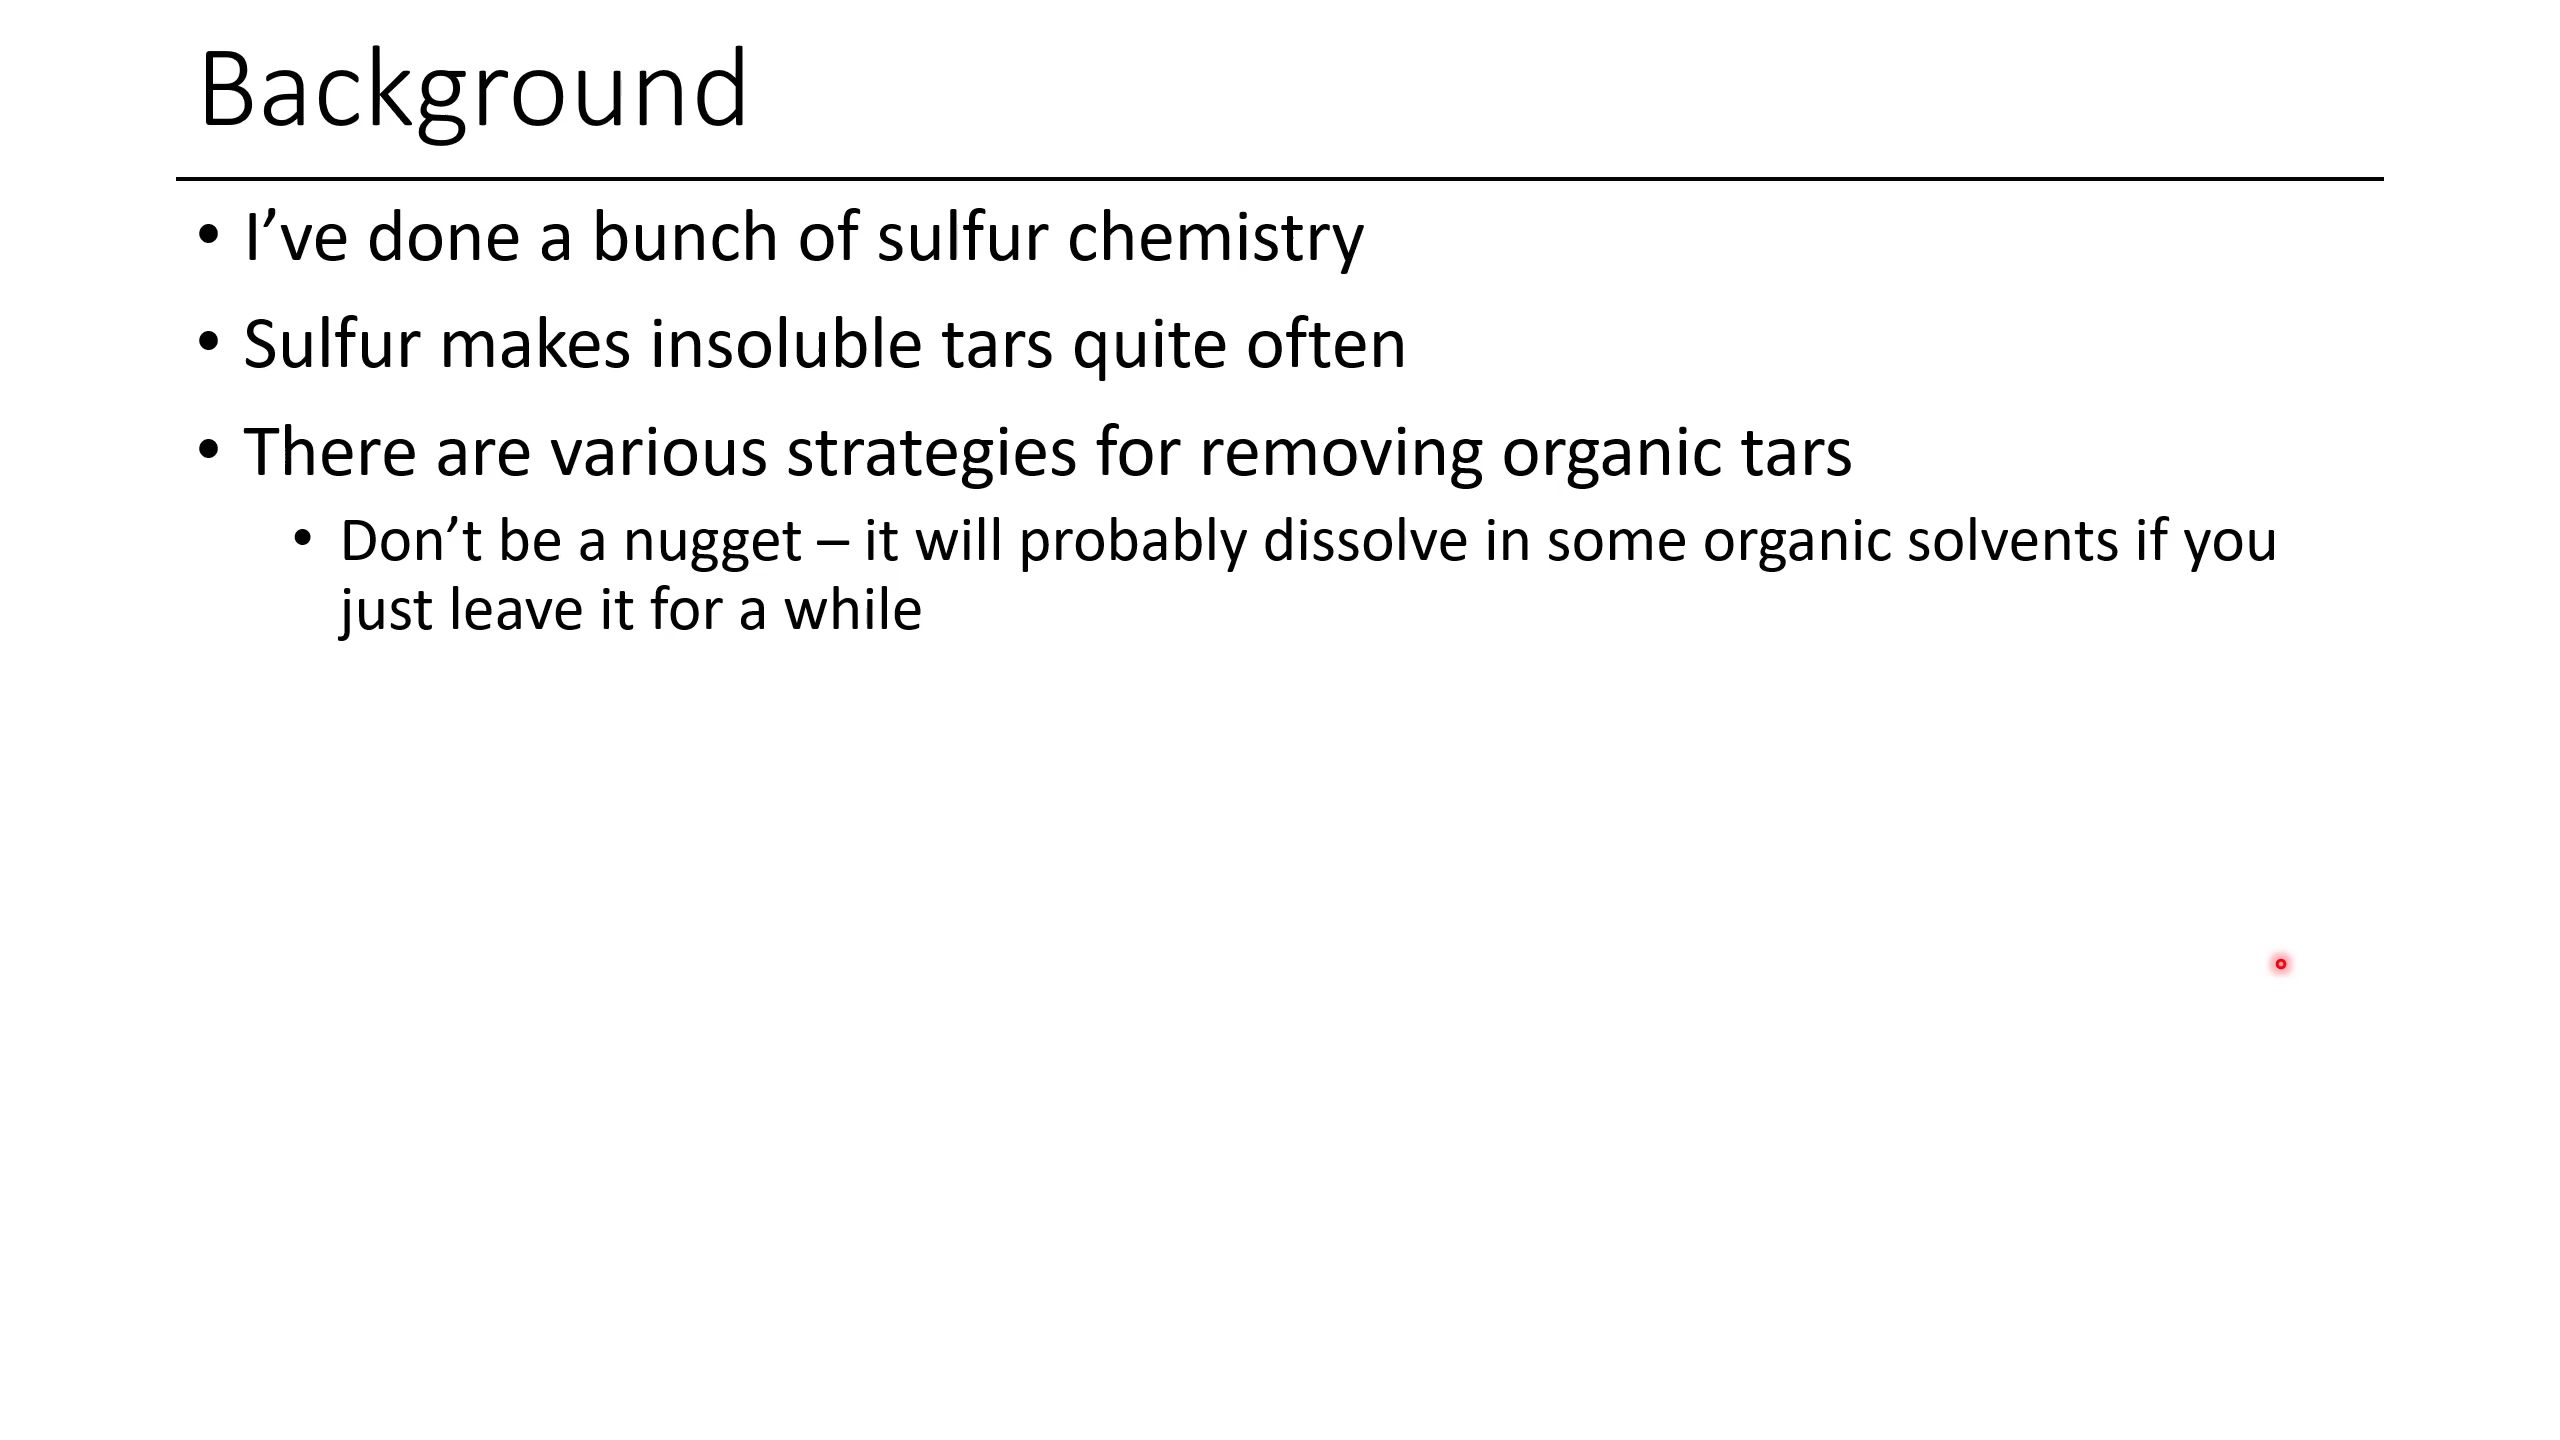 Background
• I’ve done a bunch of sulfur chemistry
• Sulfur makes insoluble tars quite often
• There are various strategies for removing organic tars
• Don’t be a nugget – it will probably dissolve in some organic solvents if you
just leave it for a while